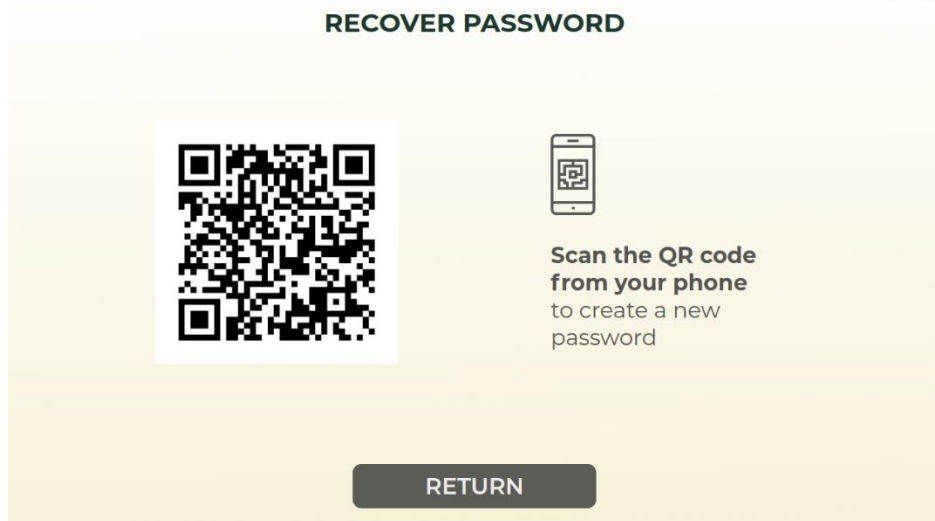 RECOVER PASSWORD
Scan the QR code
from your phone
to create a new
password
RETURN